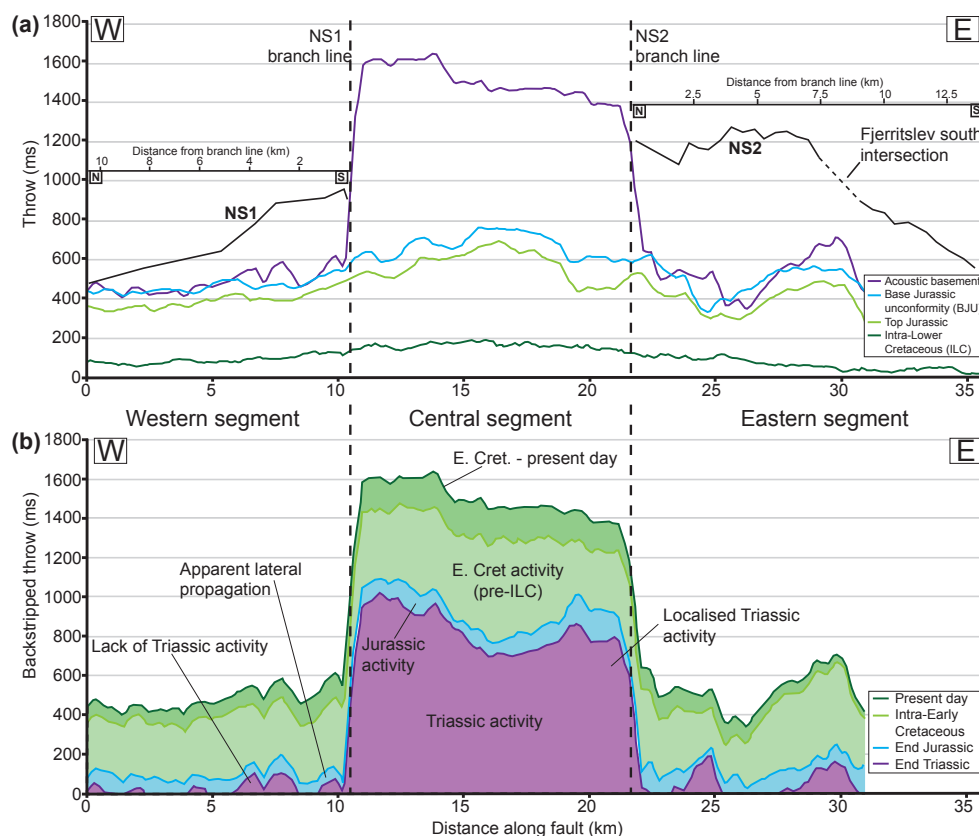 (a)
W
E
NS1
branch line
NS2
branch line
1800
1600
1400
1200
1000
800
600
400
200
0
Throw (ms)
Distance from branch line (km)
10 8 6 4 2
N
S
NS1
Distance from branch line (km)
2.5 5 7.5 10 12.5
N
S
NS2
Fjerritslev south
intersection
Acoustic basement
Base Jurassic
unconformity (BJU)
Top Jurassic
Intra-Lower
Cretaceous (ILC)
0 5 10 15 20 25 30 35
Western segment Central segment Eastern segment
(b)
W
E
1800
1600
1400
1200
1000
800
600
400
200
0
Backstripped throw (ms)
E. Cret. - present day
Apparent lateral
propagation
Lack of Triassic activity
E. Cret activity
(pre-ILC)
Jurassic
activity
Localised Triassic
activity
Triassic activity
Present day
Intra-Early
Cretaceous
End Jurassic
End Triassic
0 5 10 15 20 25 30 35
Distance along fault (km)